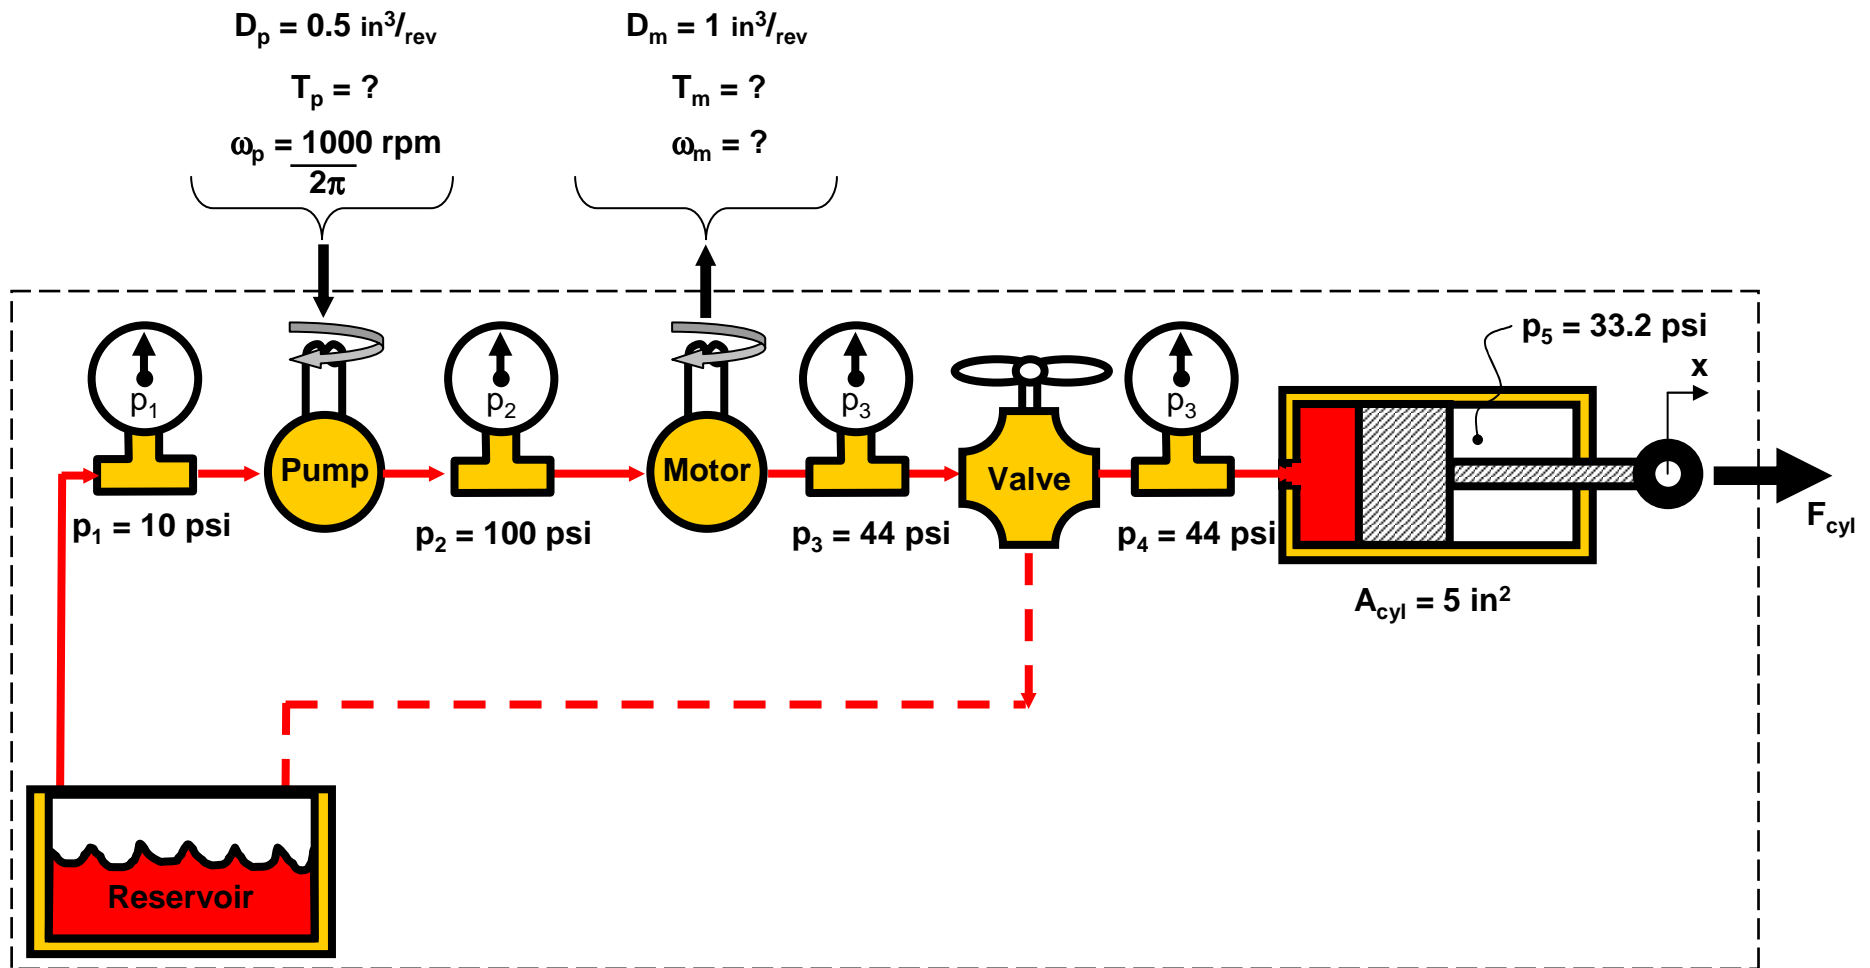 Dp = 0.5 in³/rev
Tp = ?
ωp = 1000 rpm
2π
Dm = 1 in³/rev
Tm = ?
ωm = ?
p1
Pump
p2
Motor
p3
Valve
p3
p5 = 33.2 psi
x
Fcyl
p1 = 10 psi
p2 = 100 psi
p3 = 44 psi
p4 = 44 psi
Acyl = 5 in²
Reservoir